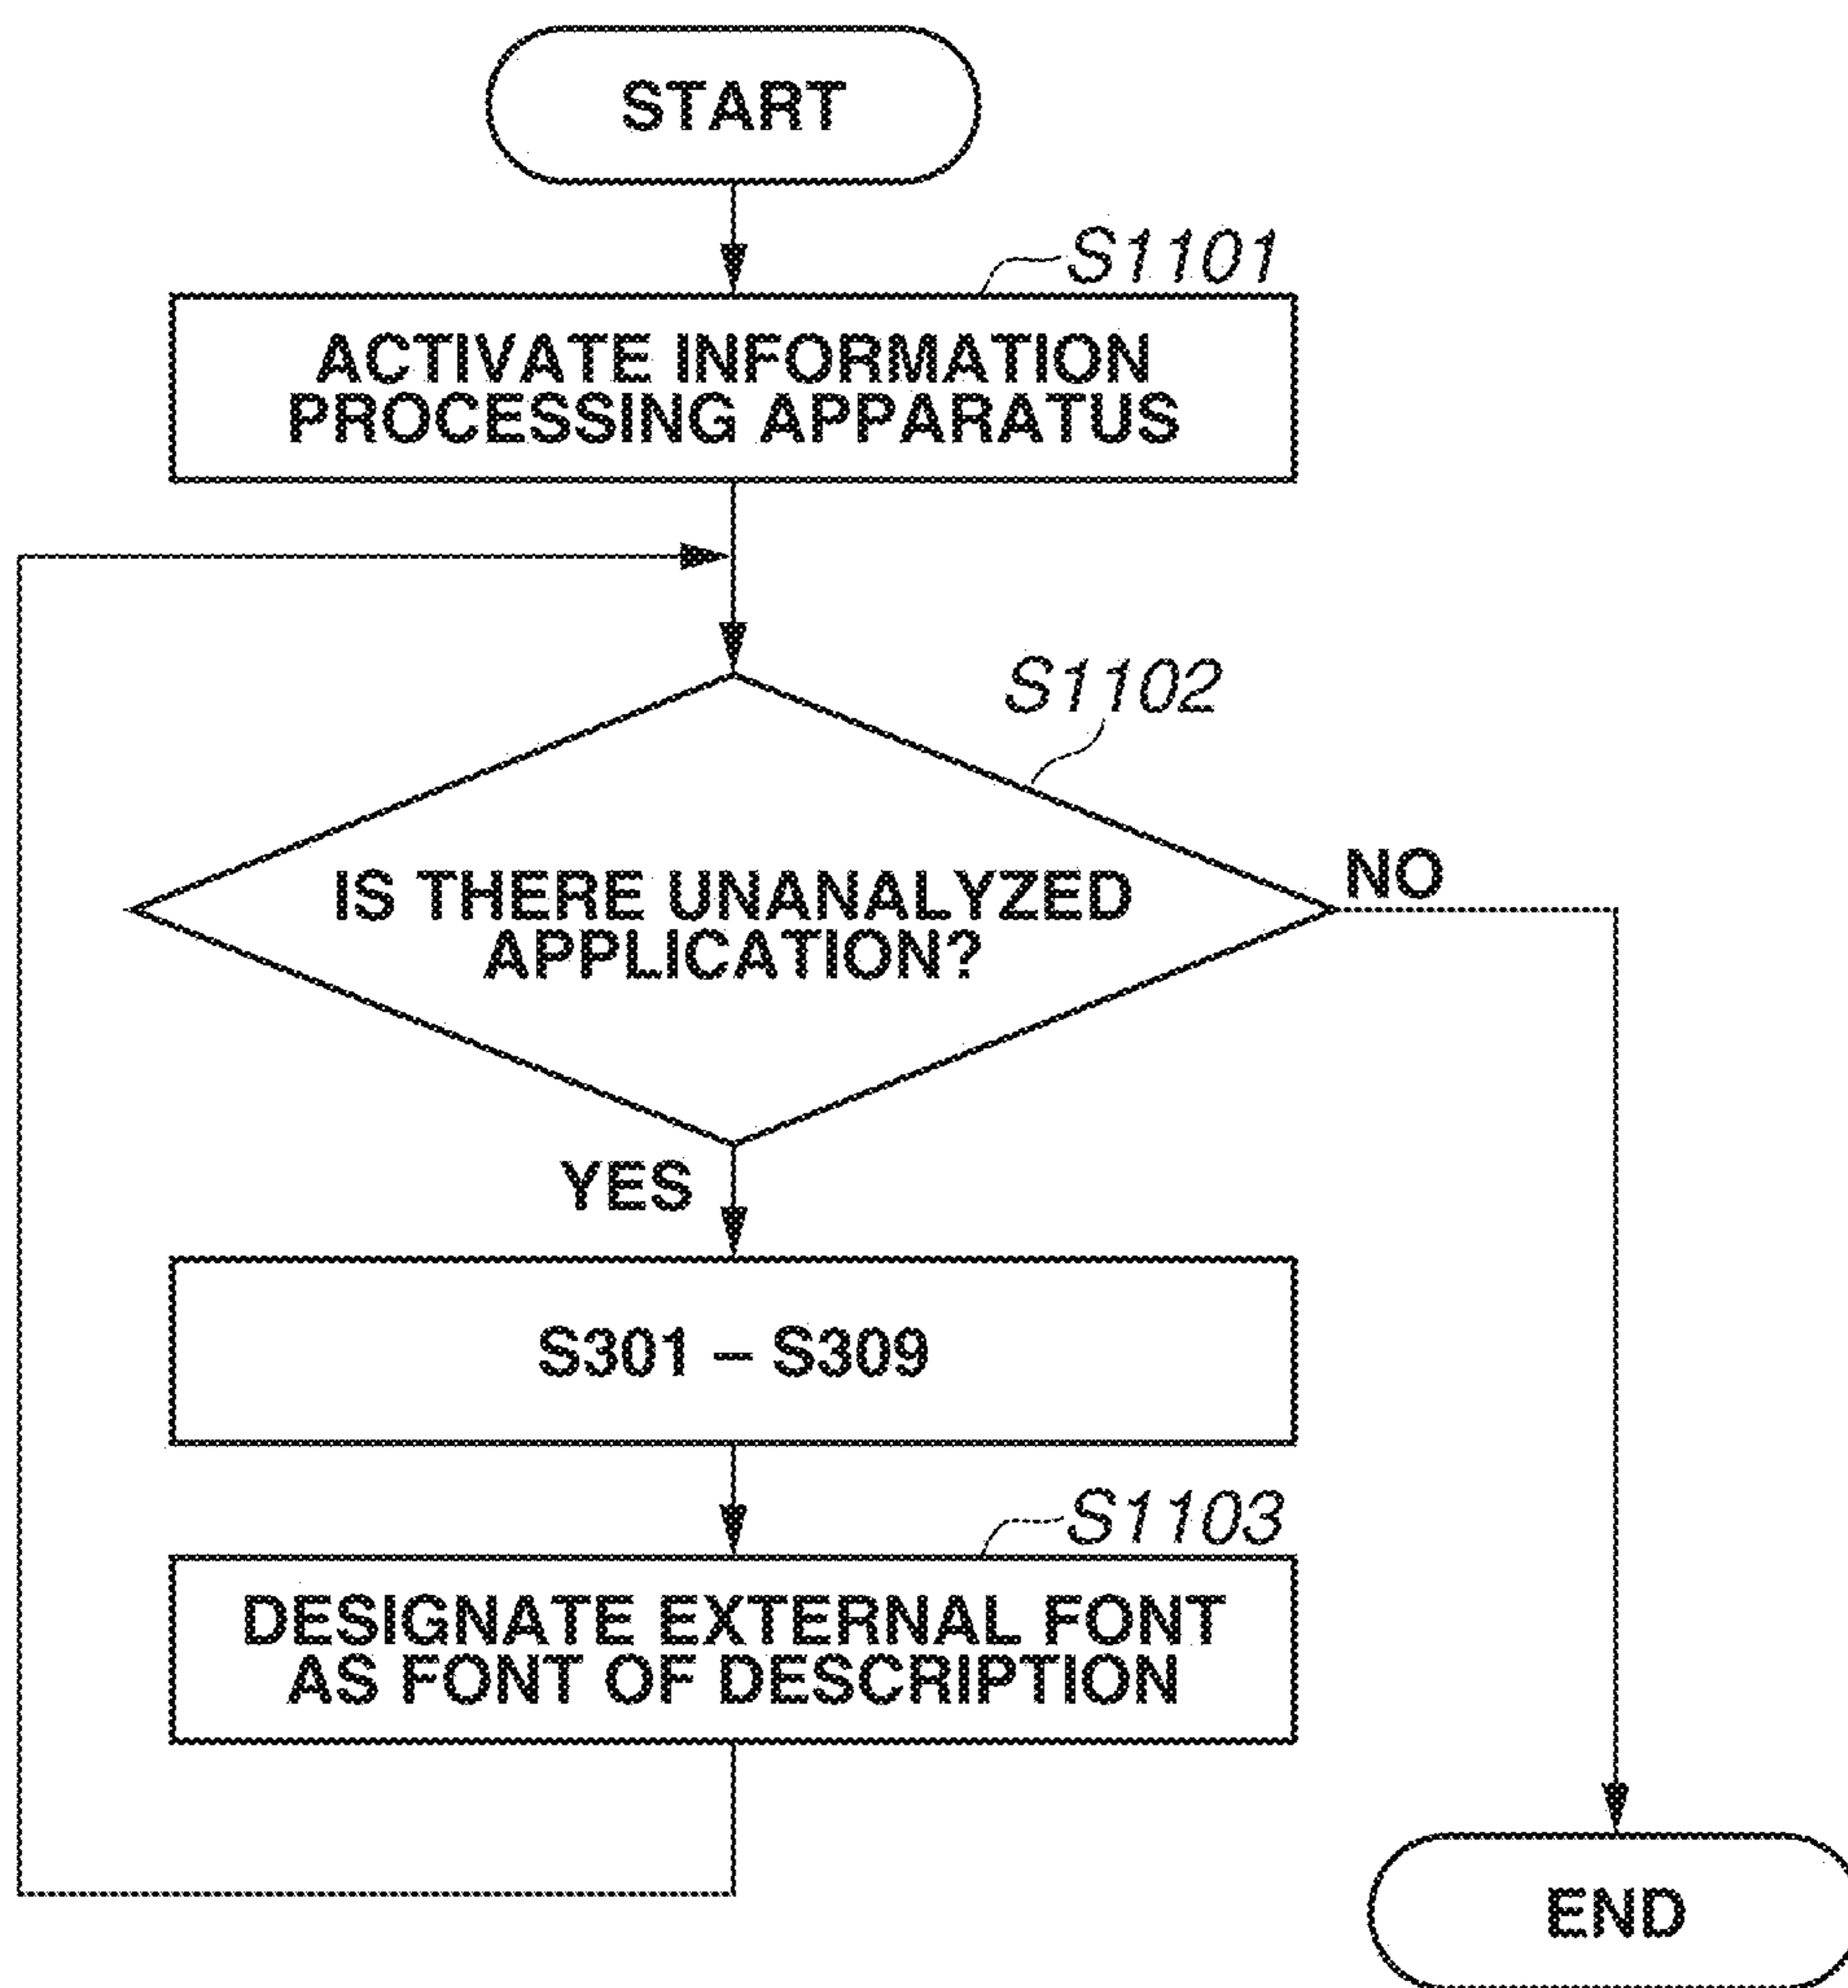 START
S1101
ACTIVATE INFORMATION
PROCESSING APPARATUS
S1102
IS THERE UNANALYZED
APPLICATION?
NO
YES
S301 – S309
S1103
DESIGNATE EXTERNAL FONT
AS FONT OF DESCRIPTION
END